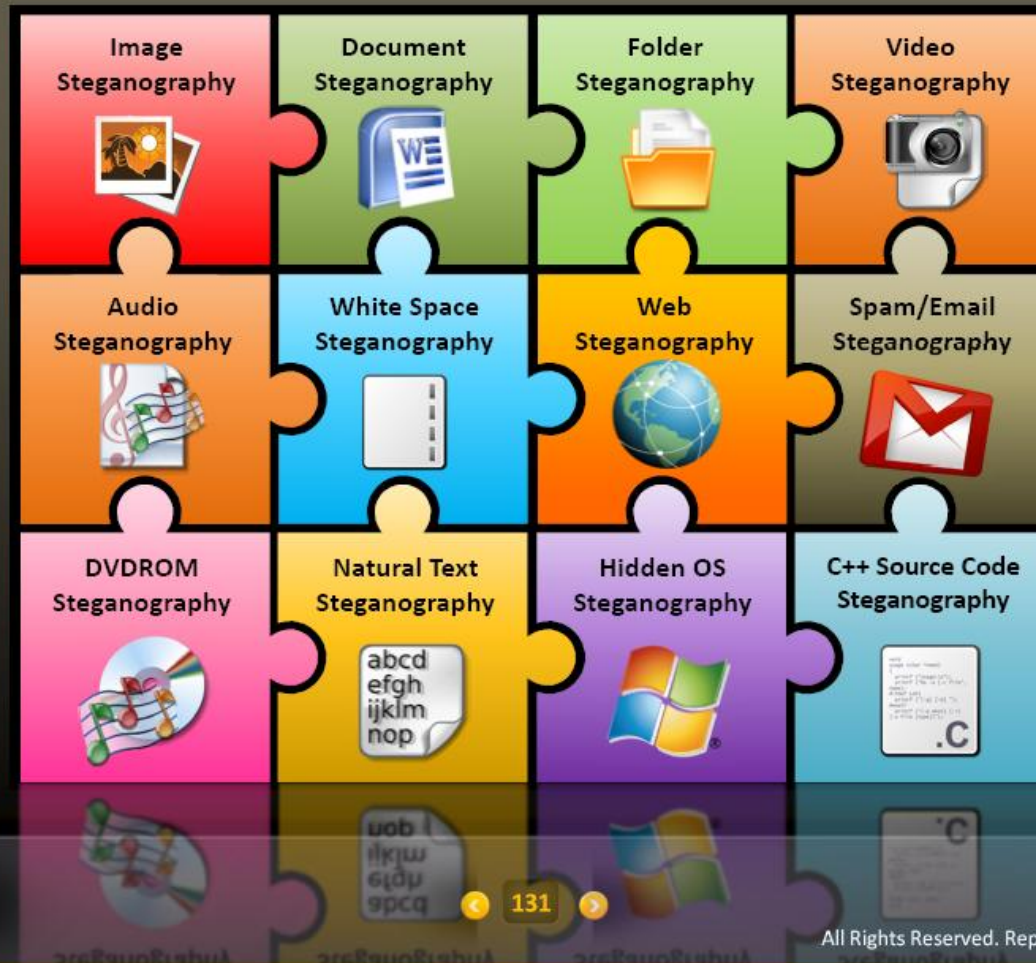 Image
Steganography
Document
Steganography
Folder
Steganography
Video
Steganography
W
Audio
Steganography
White Space
Steganography
Web
Steganography
Spam/Email
Steganography
DVDROM
Steganography
Natural Text
Steganography
abcd
efgh
ijklm
nop
Hidden OS
Steganography
C++ Source Code
Steganography
.C
131
All Rights Reserved. Rep